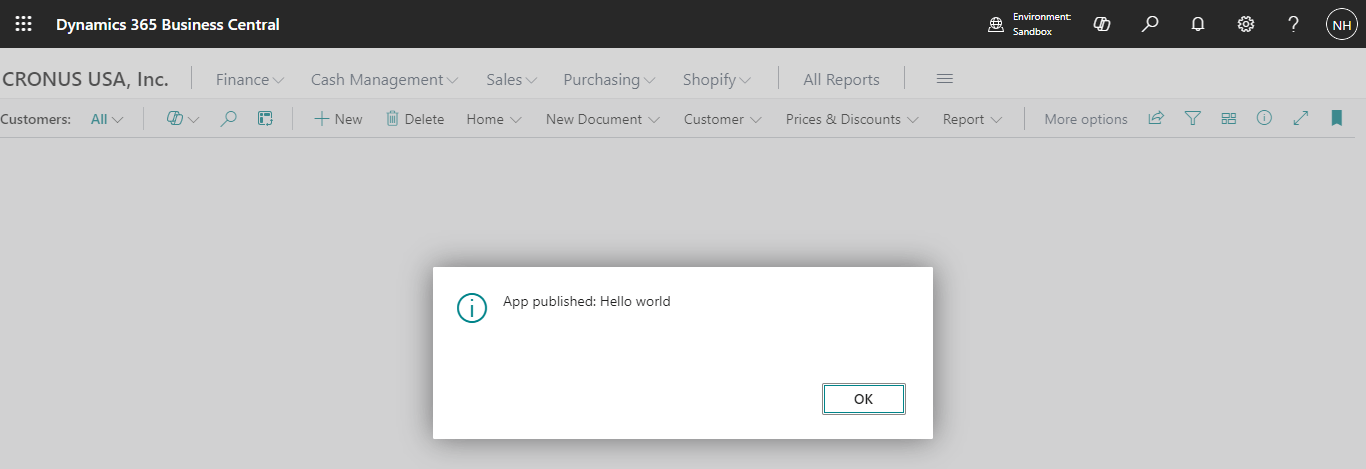 Dynamics 365 Business Central
Environment:
Sandbox
NH
CRONUS USA, Inc.
Finance
Cash Management
Sales
Purchasing
Shopify
All Reports
Customers:
All
New
Delete
Home
New Document
Customer
Prices & Discounts
Report
More options
App published: Hello world
OK